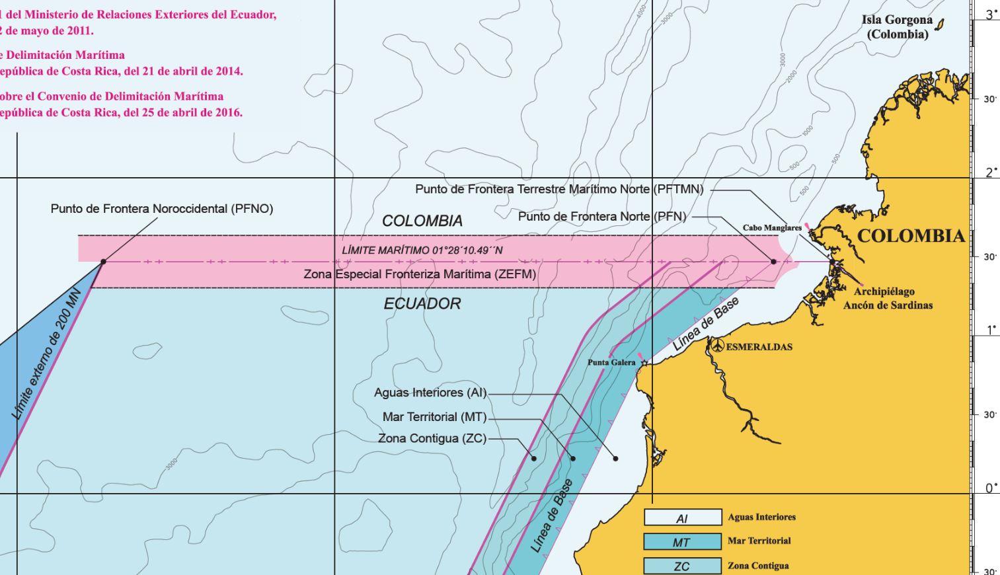 1 del Ministerio de Relaciones Exteriores del Ecuador,
2 de mayo de 2011.
e Delimitación Marítima
epública de Costa Rica, del 21 de abril de 2014.
obre el Convenio de Delimitación Marítima
epública de Costa Rica, del 25 de abril de 2016.
4000
3000
Isla Gorgona
(Colombia)
3°
3000
2000
30'
1000
500
500
500
2°
Punto de Frontera Terrestre Marítimo Norte (PFTMN)
Punto de Frontera Noroccidental (PFNO)
COLOMBIA
Punto de Frontera Norte (PFN)
Cabo Manglares
COLOMBIA
LÍMITE MARÍTIMO 01°28´10.49´´N
30'
Zona Especial Fronteriza Marítima (ZEFM)
ECUADOR
Archipiélago
Ancón de Sardinas
Límite externo de 200 MN
Línea de Base
1°
ESMERALDAS
Punta Galera
Aguas Interiores (AI)
Mar Territorial (MT)
30'
Zona Contigua (ZC)
3000
0°
Línea de Base
AI Aguas Interiores
MT Mar Territorial
ZC Zona Contigua
30'